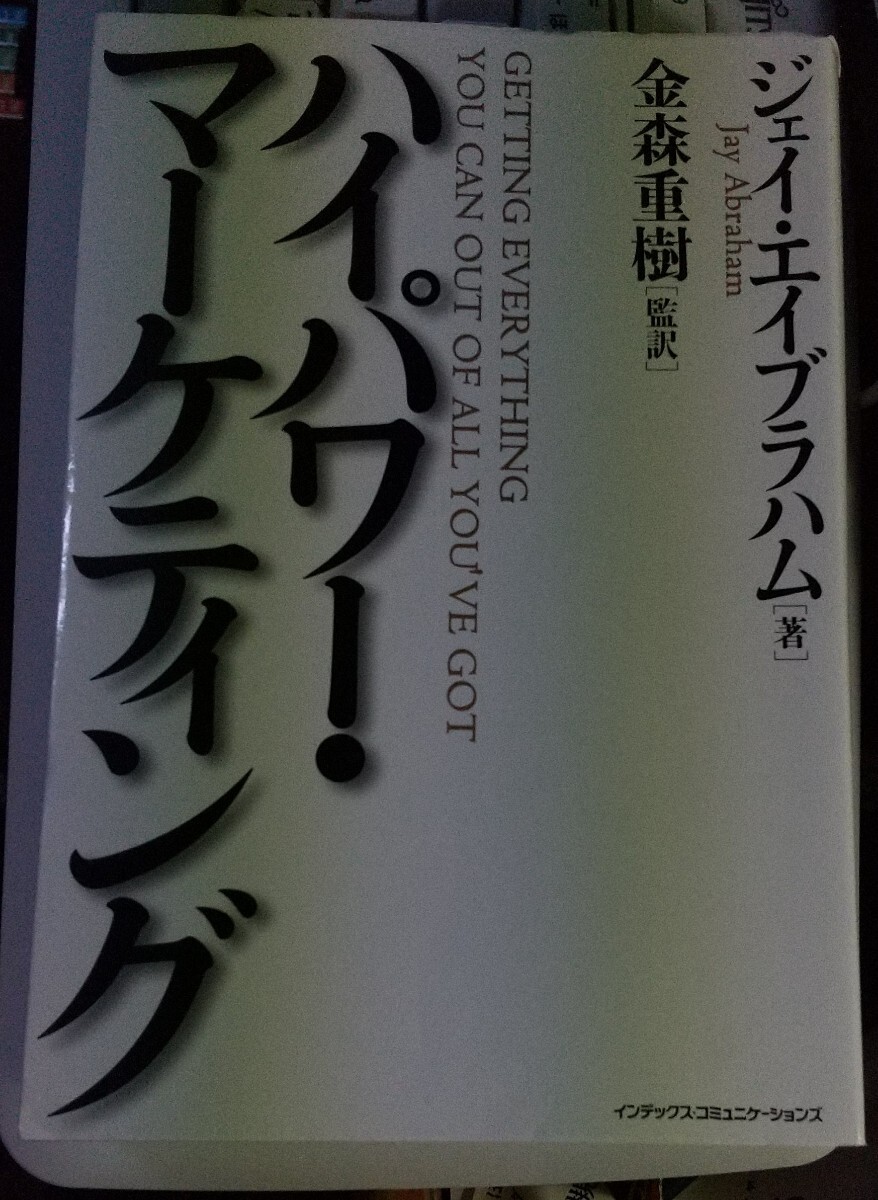 ジェイ・エイブラハム[著]
Jay Abraham
金森重樹[監訳]
GETTING EVERYTHING
YOU CAN OUT OF ALL YOU'VE GOT
ハイパワー・
マーケティング
インデックス・コミュニケーションズ